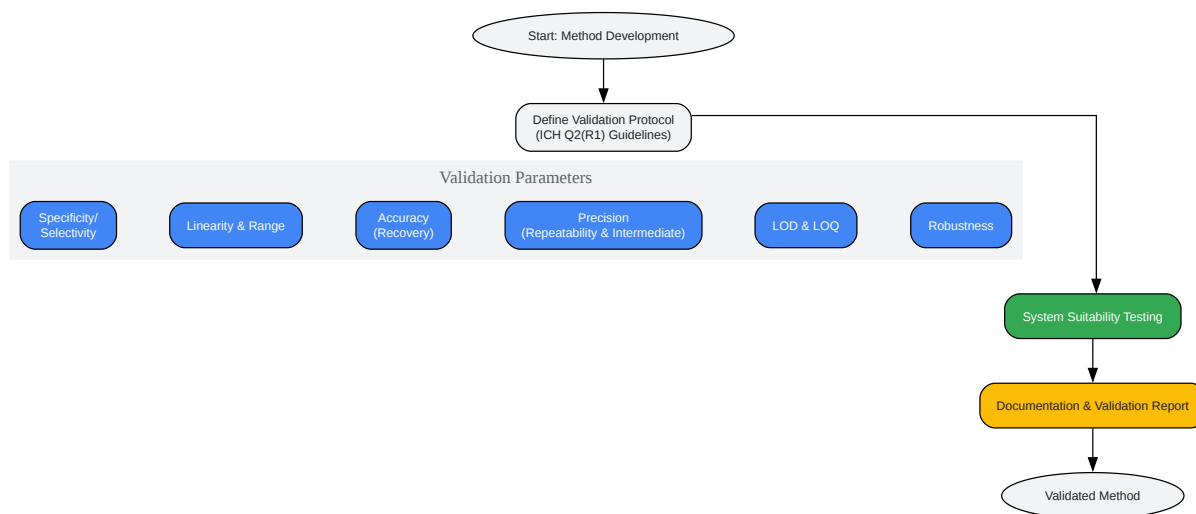 Start: Method Development
Define Validation Protocol
(ICH Q2(R1) Guidelines)
Validation Parameters
Specificity/
Selectivity
Linearity & Range
Accuracy
(Recovery)
Precision
(Repeatability & Intermediate)
LOD & LOQ
Robustness
System Suitability Testing
Documentation & Validation Report
Validated Method